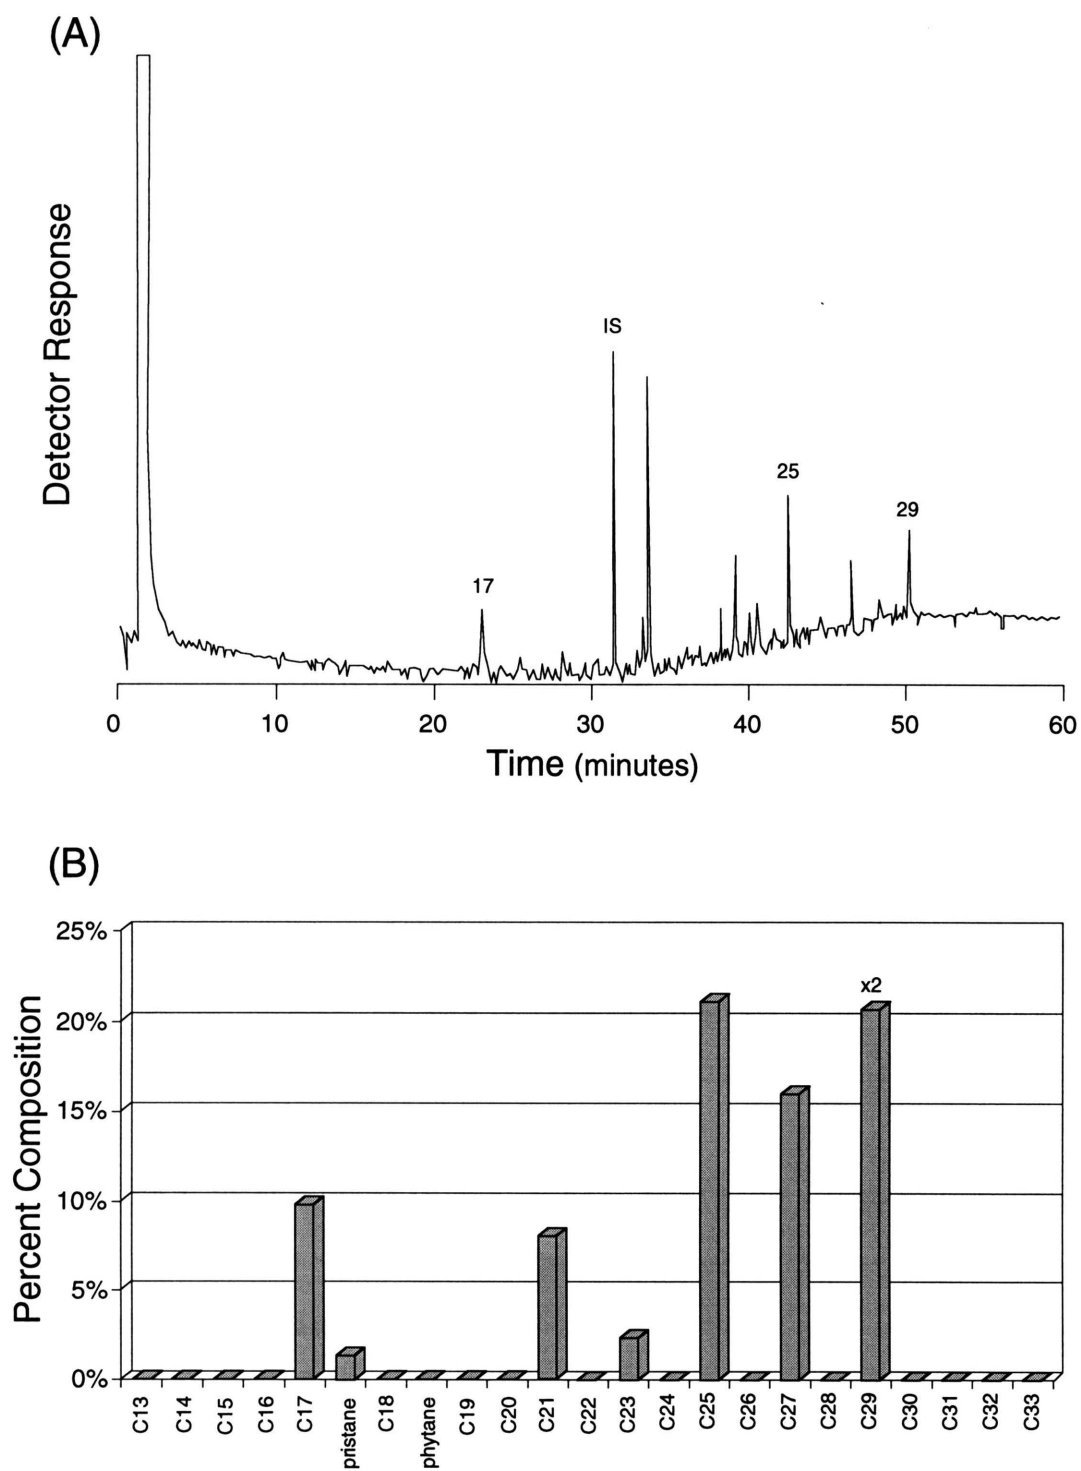 (A)
Detector Response
IS
25
29
17
0 10 20 30 40 50 60
Time (minutes)
(B)
Percent Composition
25%
20%
15%
10%
5%
0%
x2
C13 C14 C15 C16 C17 pristane C18 phytane C19 C20 C21 C22 C23 C24 C25 C26 C27 C28 C29 C30 C31 C32 C33